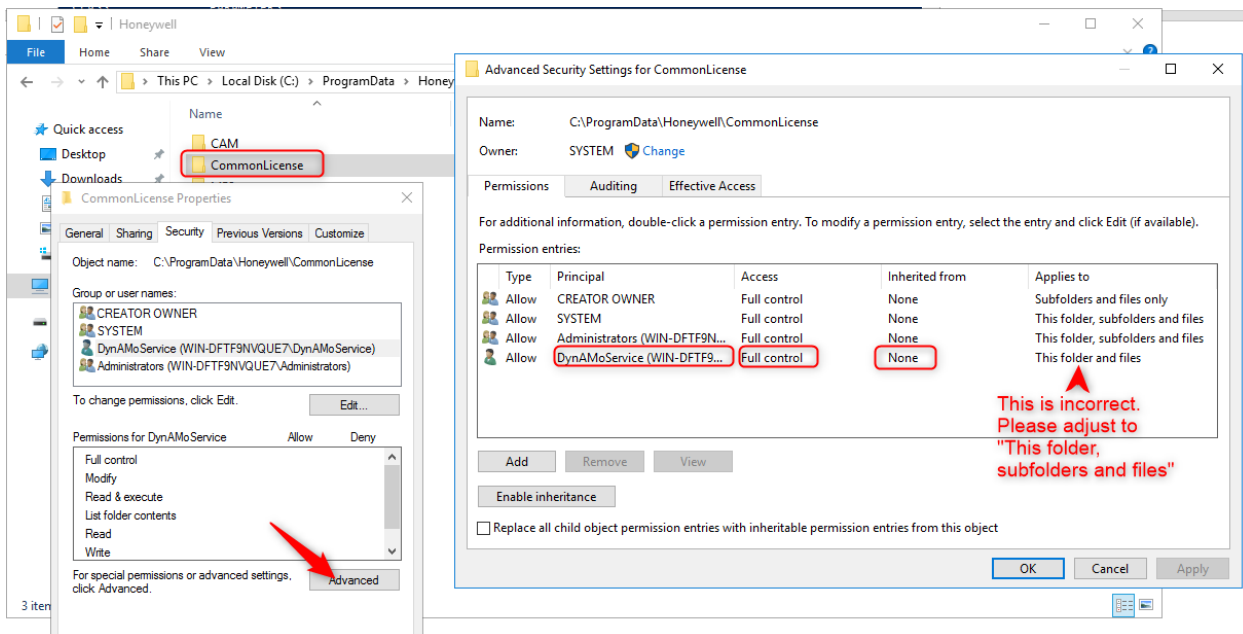 Honeywell
File Home Share View
This PC > Local Disk (C:) > ProgramData > Honey
Name
Quick access
Desktop
Downloads
CAM
CommonLicense
3 iten
CommonLicense Properties
General Sharing Security Previous Versions Customize
Object name: C:\ProgramData\Honeywell\CommonLicense
Group or user names:
CREATOR OWNER
SYSTEM
DynAMoService (WIN-DFTF9NVQUE7\DynAMoService)
Administrators (WIN-DFTF9NVQUE7\Administrators)
To change permissions, click Edit.
Edit...
Permissions for DynAMoService Allow Deny
Full control
Modify
Read & execute
List folder contents
Read
Write
For special permissions or advanced settings,
click Advanced.
Advanced
Advanced Security Settings for CommonLicense
Name: C:\ProgramData\Honeywell\CommonLicense
Owner: SYSTEM Change
Permissions Auditing Effective Access
For additional information, double-click a permission entry. To modify a permission entry, select the entry and click Edit (if available).
Permission entries:
Type Principal Access Inherited from Applies to
Allow CREATOR OWNER Full control None Subfolders and files only
Allow SYSTEM Full control None This folder, subfolders and files
Allow Administrators (WIN-DFTF9N... Full control None This folder, subfolders and files
Allow DynAMoService (WIN-DFTF9... Full control None This folder and files
This is incorrect.
Please adjust to
"This folder,
subfolders and files"
Add Remove View
Enable inheritance
Replace all child object permission entries with inheritable permission entries from this object
OK Cancel Apply